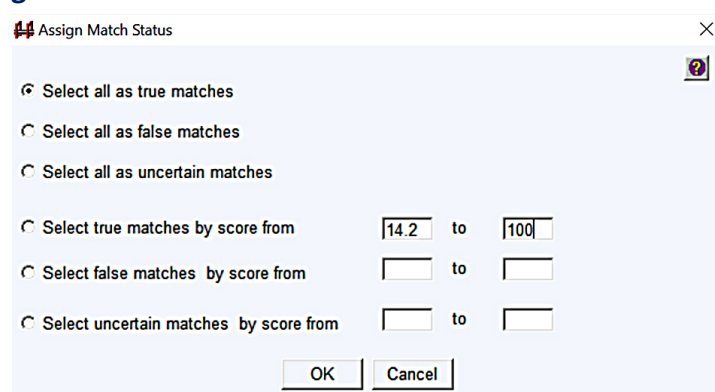 Assign Match Status
?
Select all as true matches
Select all as false matches
Select all as uncertain matches
Select true matches by score from 14.2 to 100
Select false matches by score from to
Select uncertain matches by score from to
OK Cancel